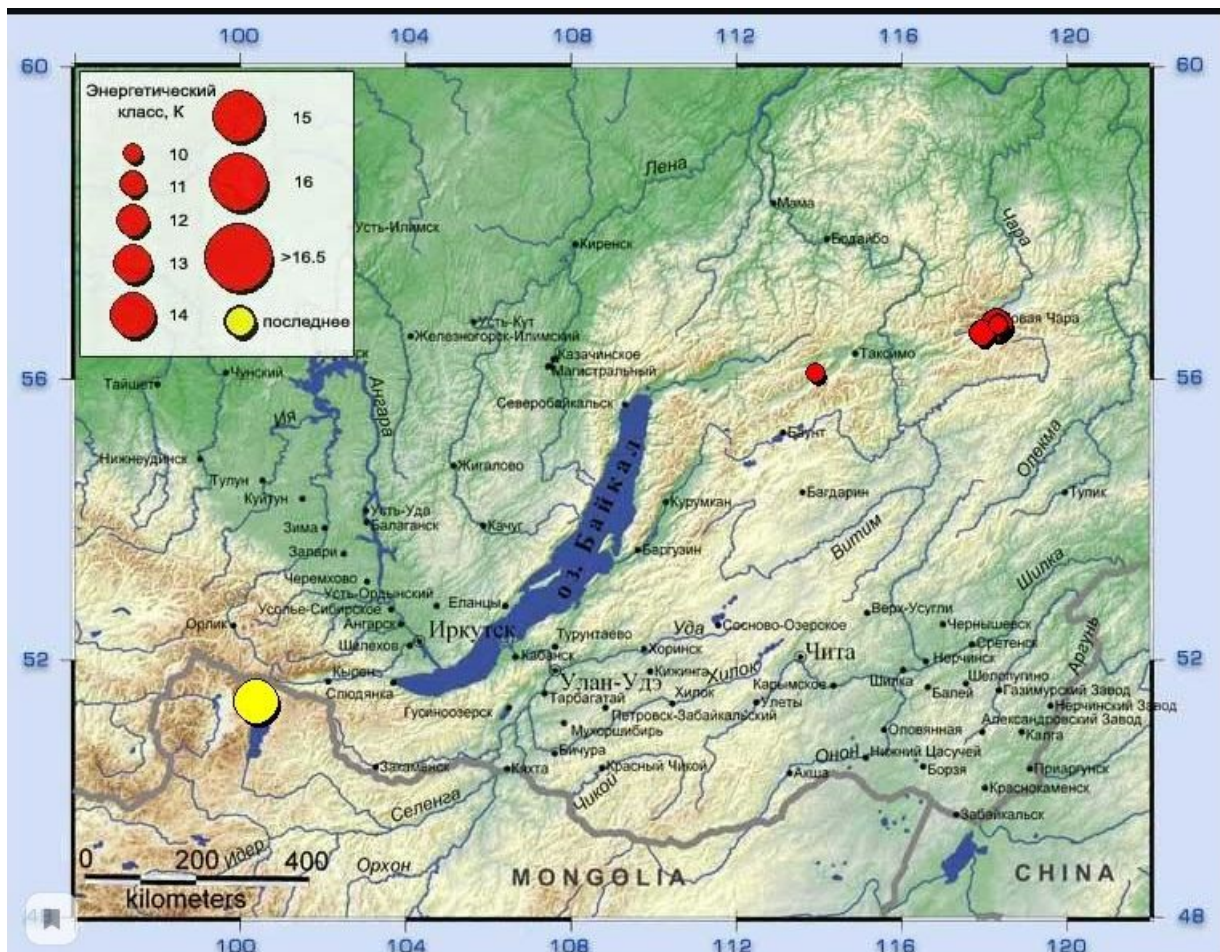 100 104 108 112 116 120
60 60
Энергетический
класс, К
10
11
12
13
14
15
16
>16.5
последнее
Лена
Мама
Чара
Усть-Илимск
Киренск
Бодайбо
Усть-Кут
Железногорск-Илимский
овая Чара
Казачинское
Магистральный
Таксимо
56 56
Тайшет
Чунский
Ангара
Северобайкальск
Ия
Баунт
Нижнеудинск
Жигалово
Олекма
Тулун
Куйтун
оз. Байкал
Курумкан
Багдарин
Тупик
Усть-Уда
Балаганск
Зима
Качуг
Витим
Залари
Баргузин
Шилка
Черемхово
Усть-Ордынский
Усолье-Сибирское
Еланцы
Верх-Усугли
Орлик
Ангарск
Иркутск
Турунтаево
Уда
Сосново-Озерское
Чернышевск
Аргунь
Шелехов
Хоринск
Сретенск
52 52
Кабанск
Чита
Нерчинск
Кырен
Слюдянка
Улан-Удэ
Кижинга
Хилок
Карымское
Шилка
Шелопугино
Тарбагатай
Хилок
Балей
Газимурский Завод
Гусиноозерск
Петровск-Забайкальский
Улеты
Нерчинский Завод
Мухоршибирь
Александровский Завод
Оловянная
Калга
Бичура
Онон
Нижний Цасучей
Закаменск
Кяхта
Красный Чикой
Акша
Борзя
Приаргунск
Селенга
Чикой
Краснокаменск
Забайкальск
Идер
Орхон
0 200 400
kilometers
MONGOLIA
CHINA
48
100 104 108 112 116 120